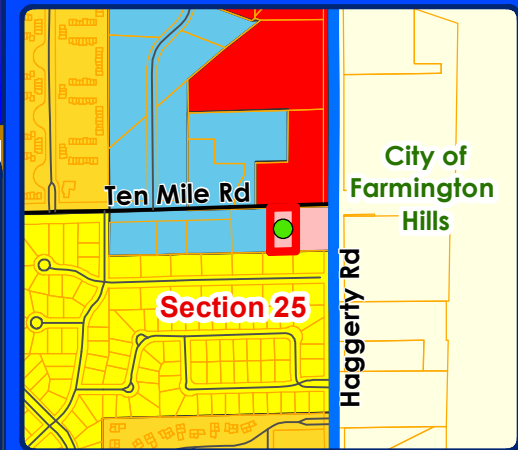 City of
Farmington
Hills
Ten Mile Rd
Haggerty Rd
Section 25